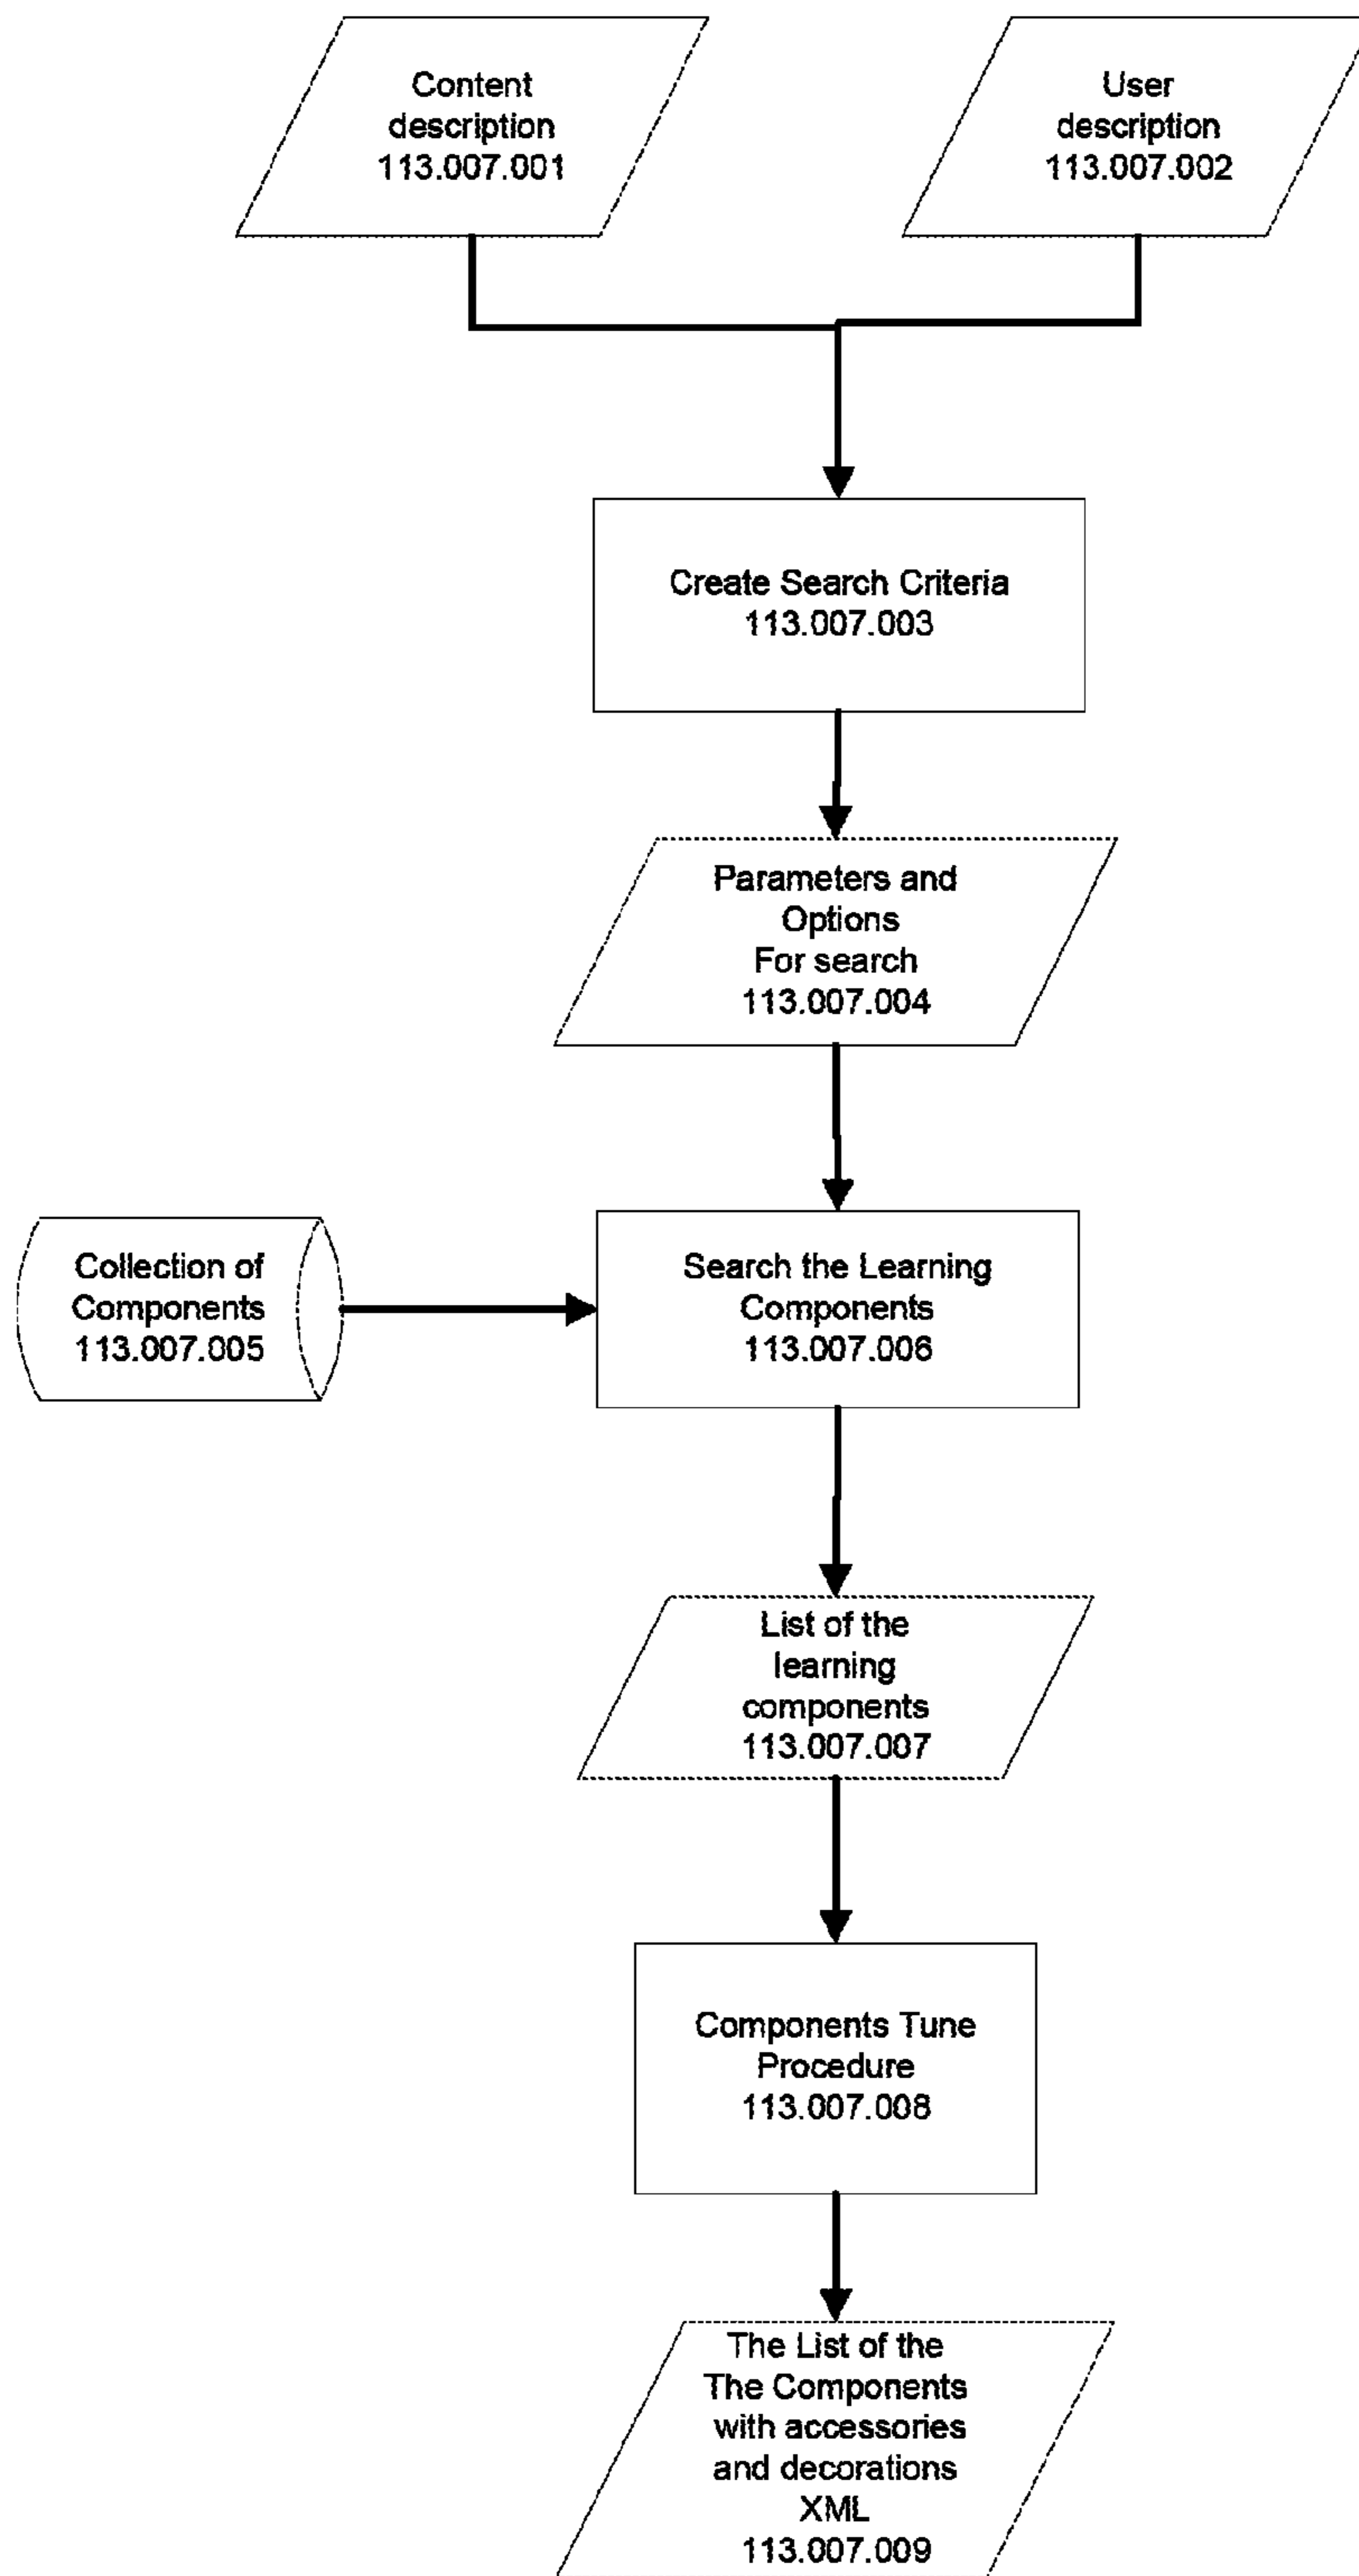 Content
description
113.007.001
User
description
113.007.002
Create Search Criteria
113.007.003
Parameters and
Options
For search
113.007.004
Collection of
Components
113.007.005
Search the Learning
Components
113.007.006
List of the
learning
components
113.007.007
Components Tune
Procedure
113.007.008
The List of the
The Components
with accessories
and decorations
XML
113.007.009